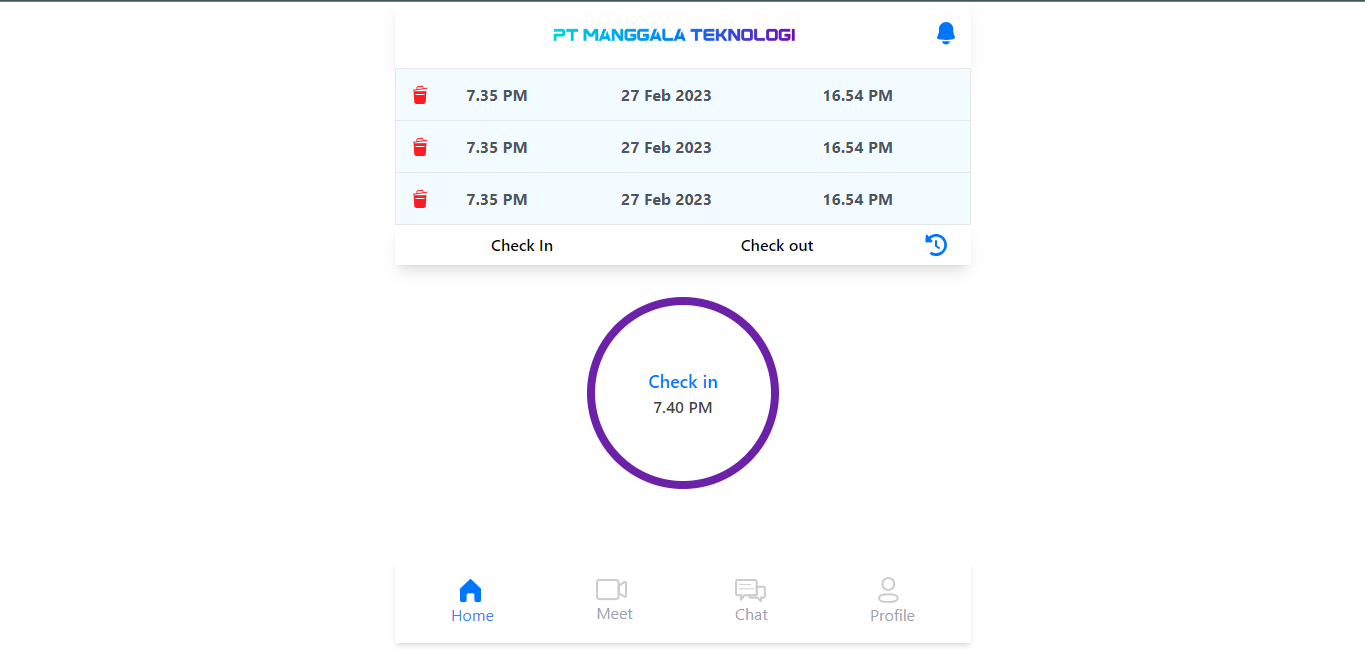 PT MANGGALA TEKNOLOGI
7.35 PM 27 Feb 2023 16.54 PM
7.35 PM 27 Feb 2023 16.54 PM
7.35 PM 27 Feb 2023 16.54 PM
Check In Check out
Check in
7.40 PM
Home Meet Chat Profile